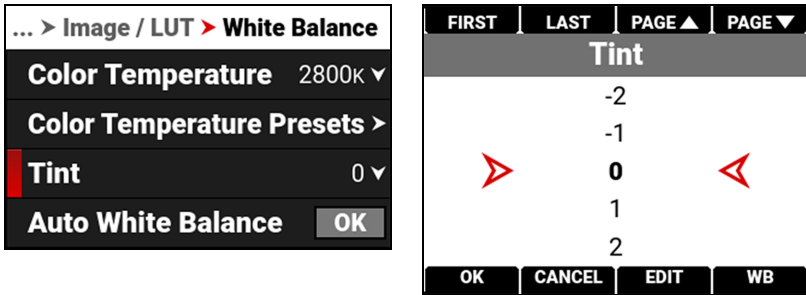 ... > Image / LUT > White Balance
Color Temperature 2800K
Color Temperature Presets >
Tint 0
Auto White Balance OK
FIRST LAST PAGE▲ PAGE▼
Tint
-2
-1
0
1
2
OK CANCEL EDIT WB